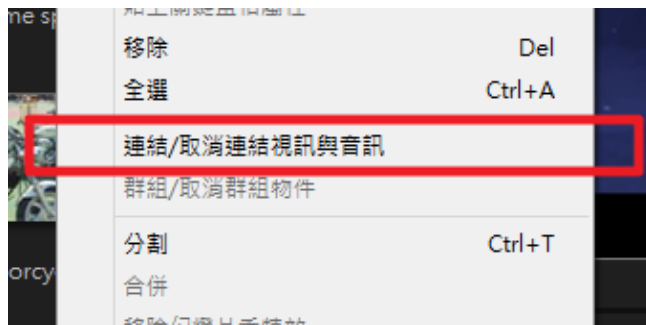 移除 Del
全選 Ctrl+A
連結/取消連結視訊與音訊
群組/取消群組物件
分割 Ctrl+T
合併